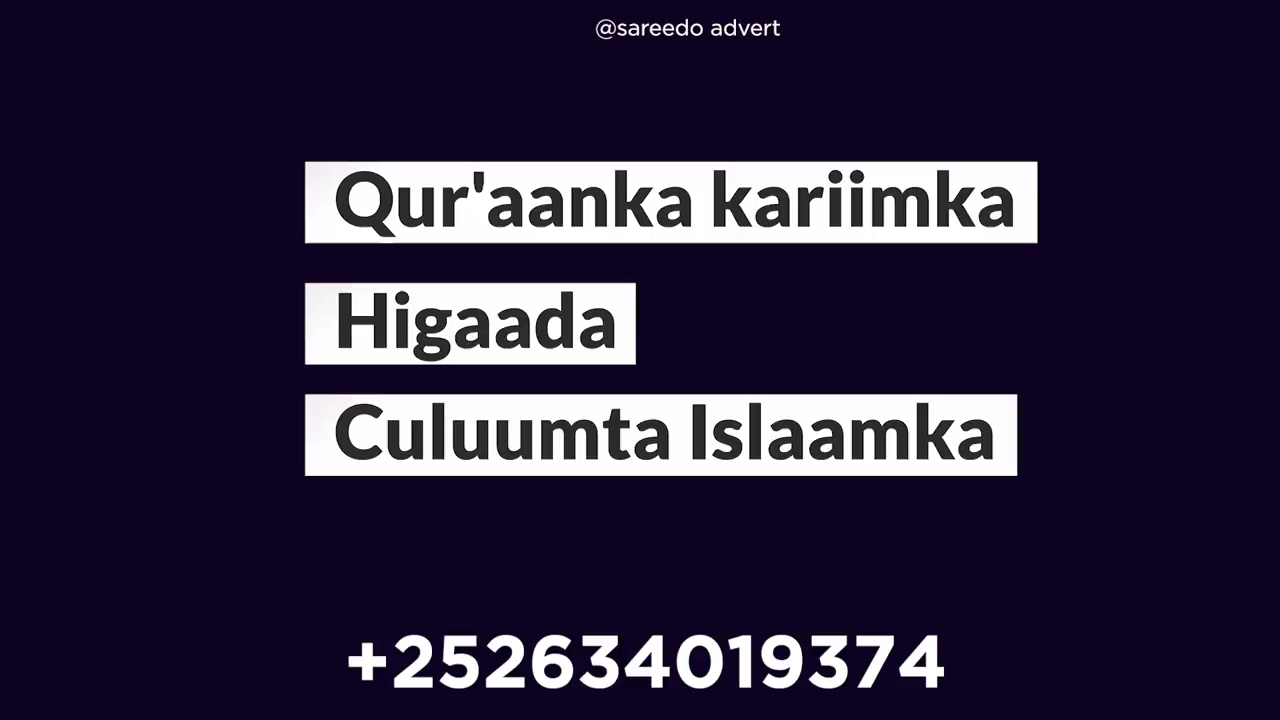 @sareedo advert
Qur'aanka kariimka
Higaada
Culuumta Islaamka
+252634019374